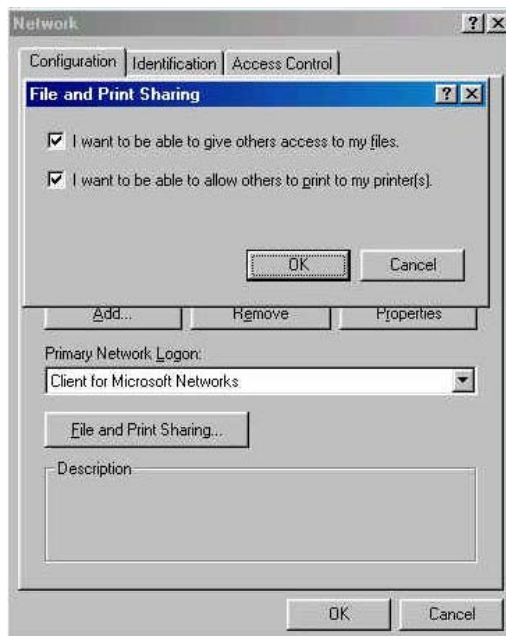 Network
Configuration Identification Access Control
File and Print Sharing
I want to be able to give others access to my files.
I want to be able to allow others to print to my printer(s).
OK Cancel
Add... Remove Properties
Primary Network Logon:
Client for Microsoft Networks
File and Print Sharing...
Description
OK Cancel